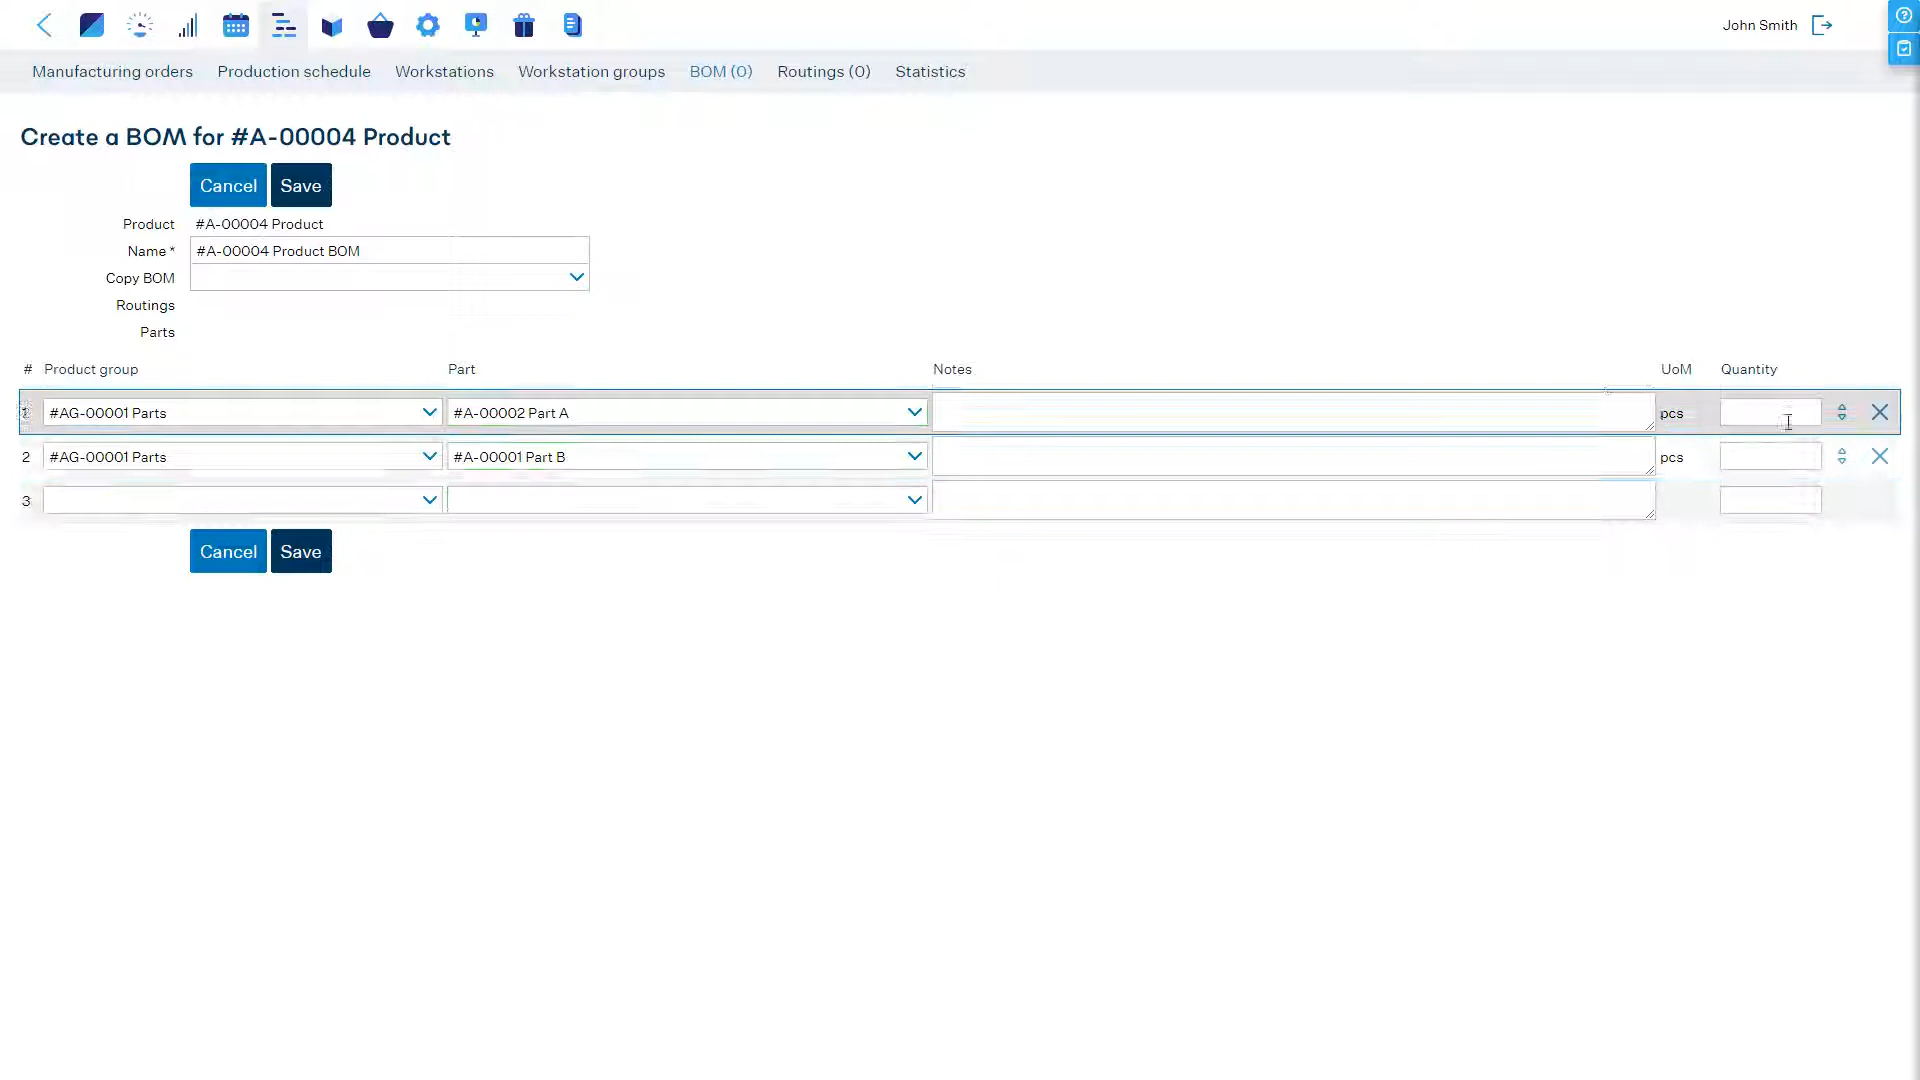 John Smith
Manufacturing orders Production schedule Workstations Workstation groups BOM (0) Routings (0) Statistics
Create a BOM for #A-00004 Product
Cancel Save
Product #A-00004 Product
Name * #A-00004 Product BOM
Copy BOM
Routings
Parts
# Product group Part Notes UoM Quantity
#AG-00001 Parts #A-00002 Part A pcs
2 #AG-00001 Parts #A-00001 Part B pcs
3
Cancel Save